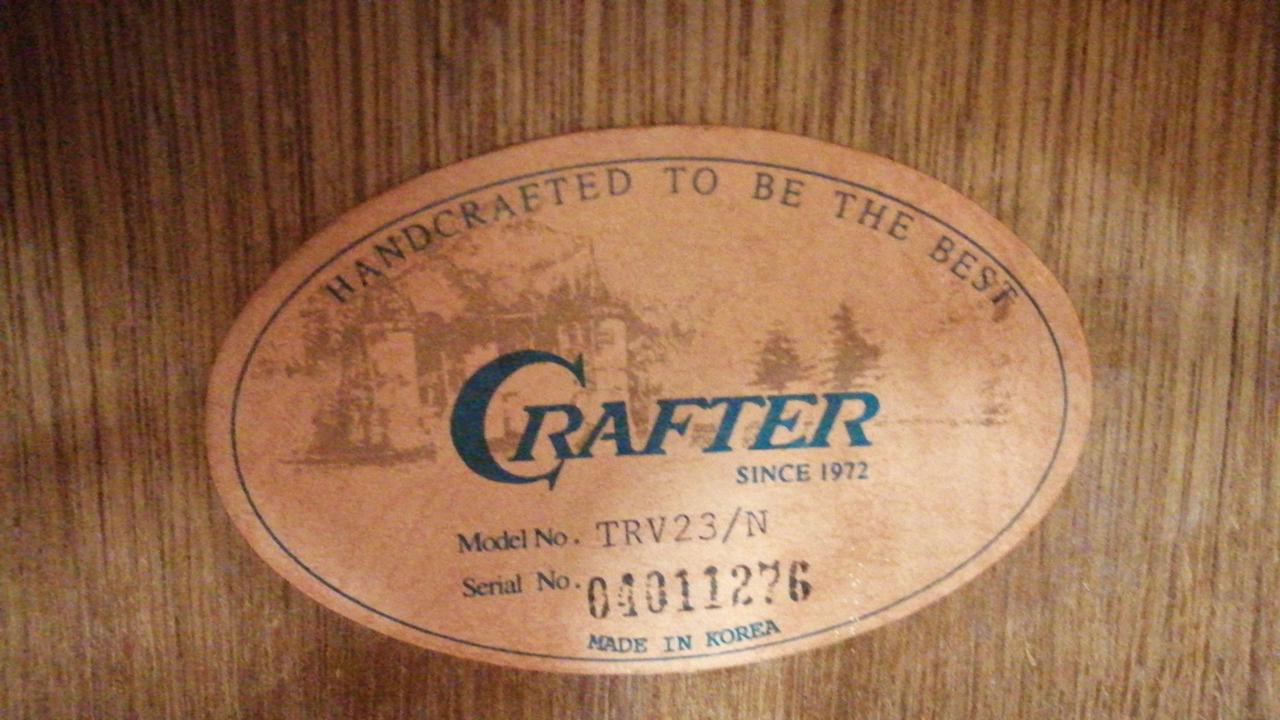 HANDCRAFTED TO BE THE BEST
CRAFTER
SINCE 1972
Model No. TRV23/N
Serial No. 04011276
MADE IN KOREA